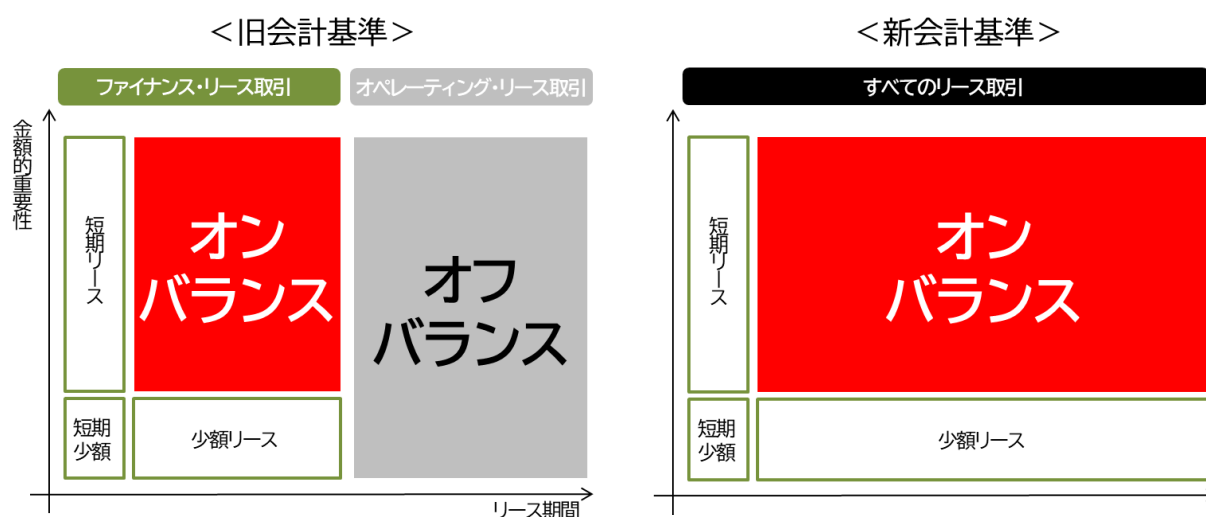 ＜旧会計基準＞
ファイナンス・リース取引
オペレーティング・リース取引
金額的重要性
短期リース
オン
バランス
オフ
バランス
短期
少額
少額リース
リース期間
＜新会計基準＞
すべてのリース取引
短期リース
オン
バランス
短期
少額
少額リース